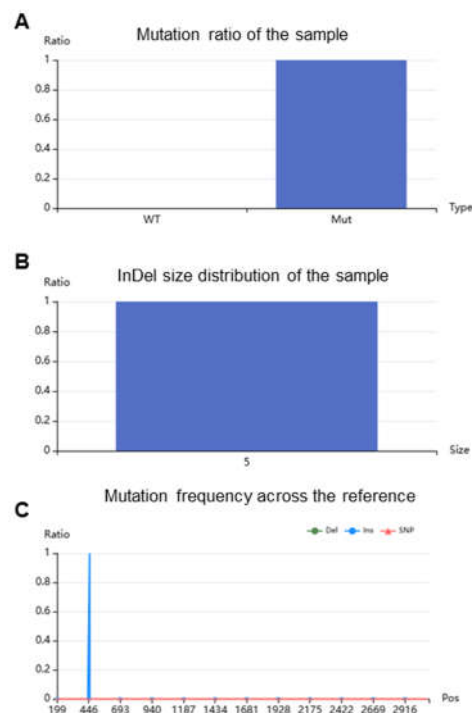 A
Mutation ratio of the sample
Ratio
1
0.8
0.6
0.4
0.2
0
WT Mut
Type
B
InDel size distribution of the sample
Ratio
1
0.8
0.6
0.4
0.2
0
5
Size
Mutation frequency across the reference
C
Del Ins SNP
Ratio
1
0.8
0.6
0.4
0.2
0
Pos
199 446 693 940 1187 1434 1681 1928 2175 2422 2669 2916